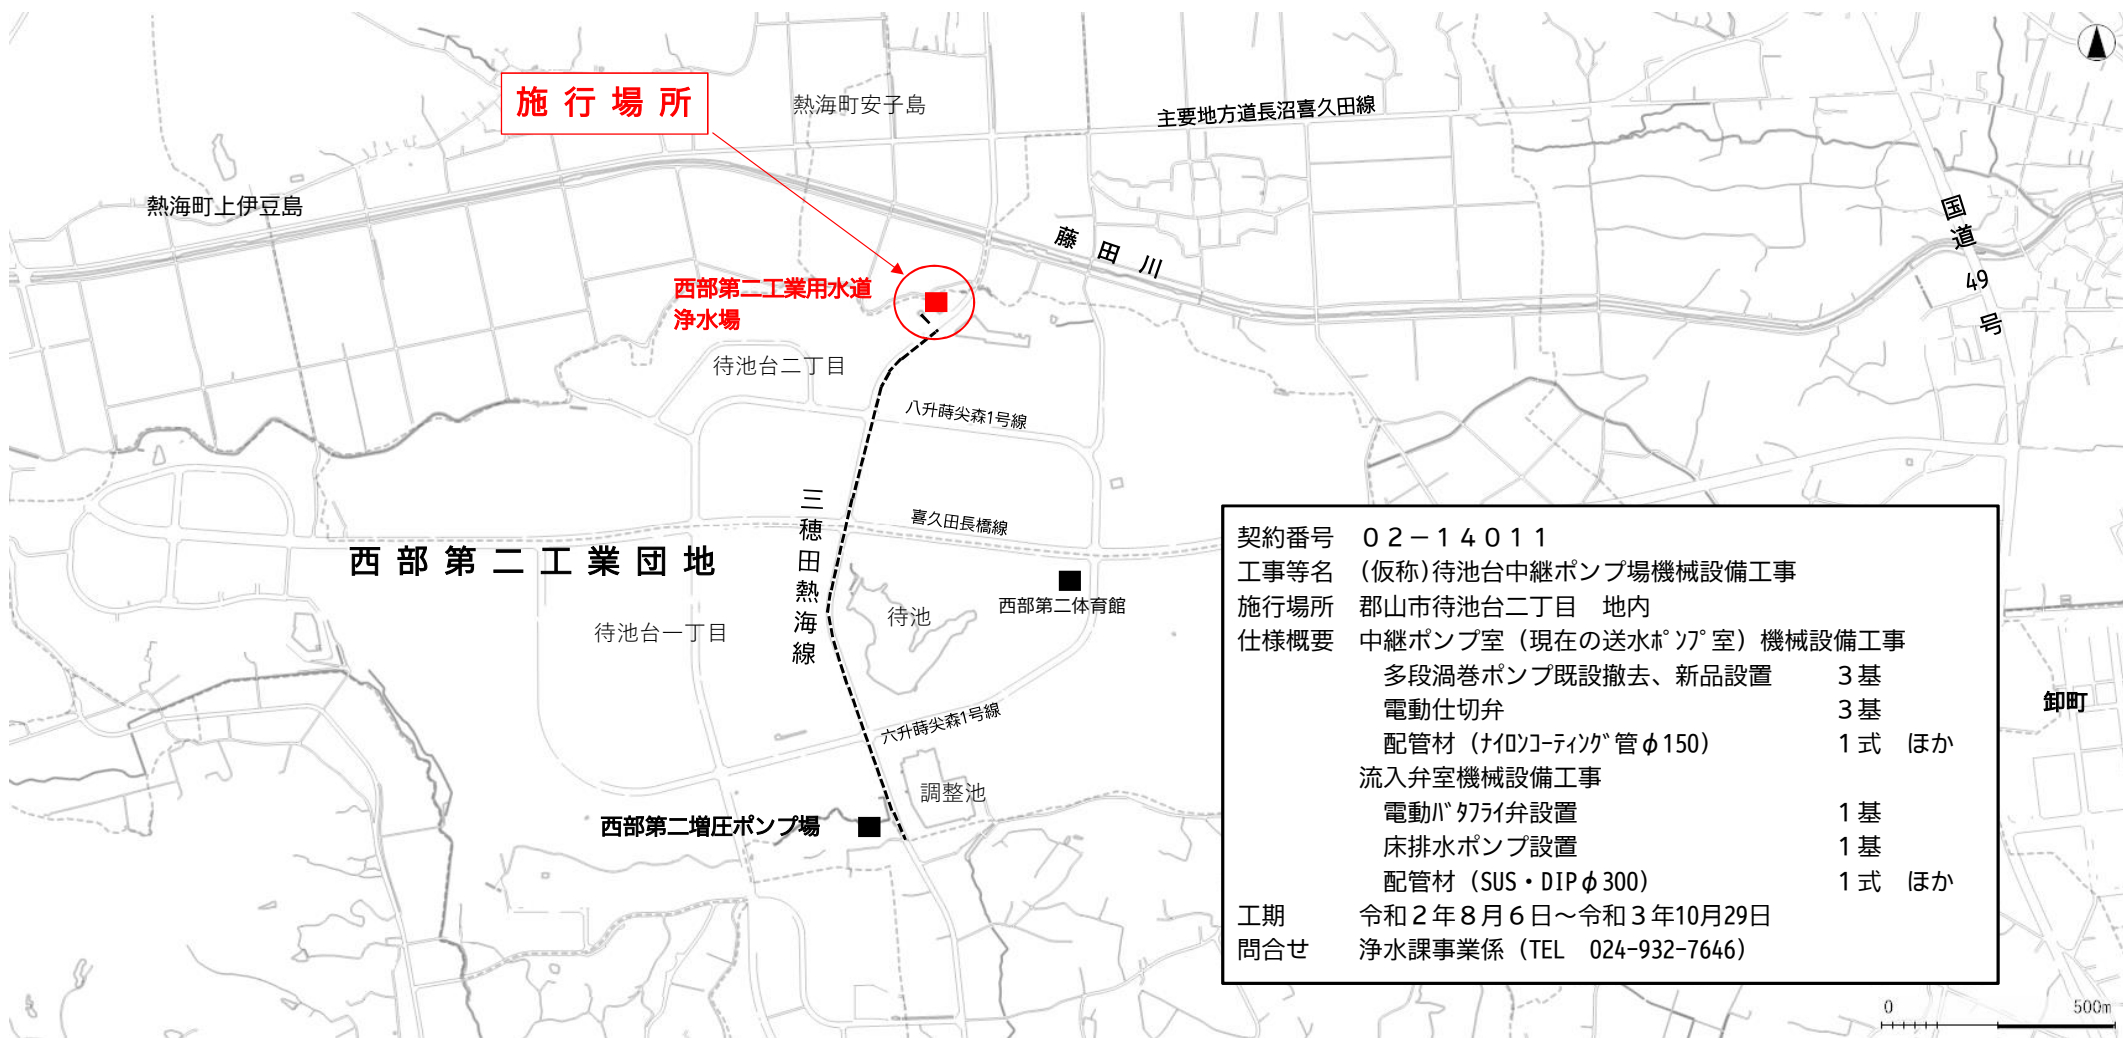 施行場所
熱海町安子島
主要地方道長沼喜久田線
熱海町上伊豆島
国道49号
藤田川
西部第二工業用水道
浄水場
待池台二丁目
八升蒔尖森1号線
三穂田熱海線
喜久田長橋線
西部第二工業団地
西部第二体育館
待池
待池台一丁目
六升蒔尖森1号線
調整池
西部第二増圧ポンプ場
卸町
契約番号 ０２－１４０１１
工事等名 (仮称)待池台中継ポンプ場機械設備工事
施行場所 郡山市待池台二丁目 地内
仕様概要 中継ポンプ室（現在の送水ﾎﾟﾝﾌﾟ室）機械設備工事
多段渦巻ポンプ既設撤去、新品設置 ３基
電動仕切弁 ３基
配管材（ﾅｲﾛﾝｺｰﾃｨﾝｸﾞ管φ150） １式 ほか
流入弁室機械設備工事
電動ﾊﾞﾀﾌﾗｲ弁設置 １基
床排水ポンプ設置 １基
配管材（SUS・DIPφ300） １式 ほか
工期 令和２年８月６日～令和３年10月29日
問合せ 浄水課事業係（TEL 024-932-7646）
0 500m